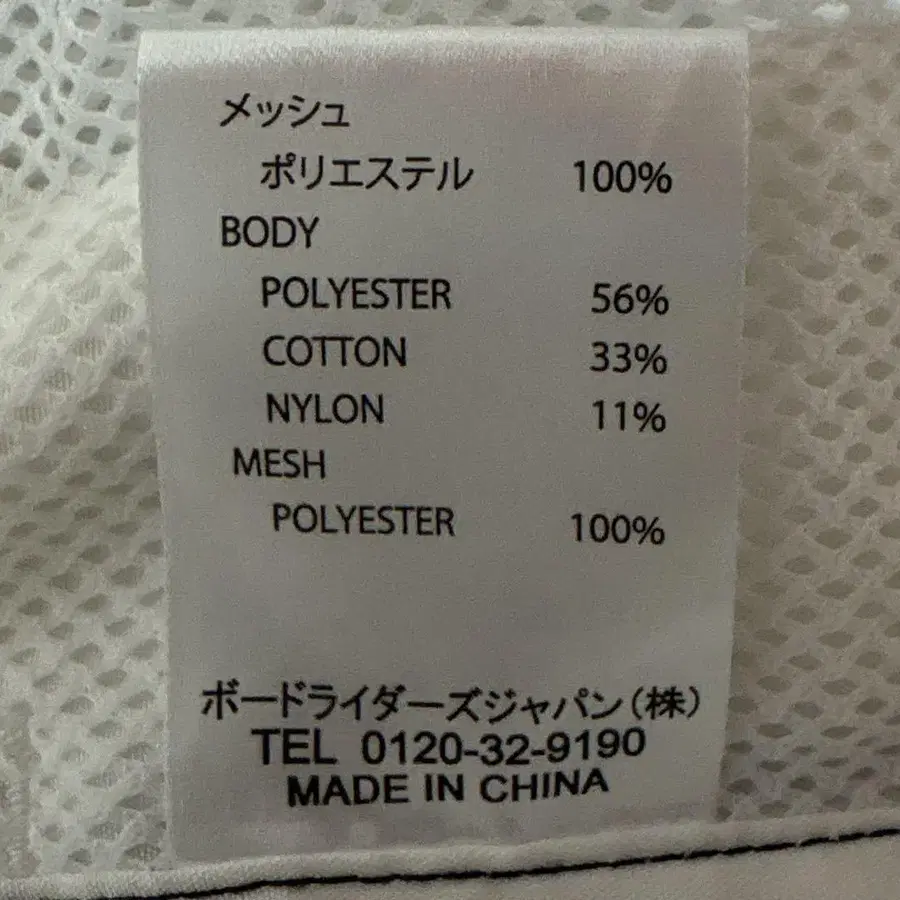 メッシュ
ポリエステル 100%
BODY
POLYESTER 56%
COTTON 33%
NYLON 11%
MESH
POLYESTER 100%
ボードライダーズジャパン(株)
TEL 0120-32-9190
MADE IN CHINA